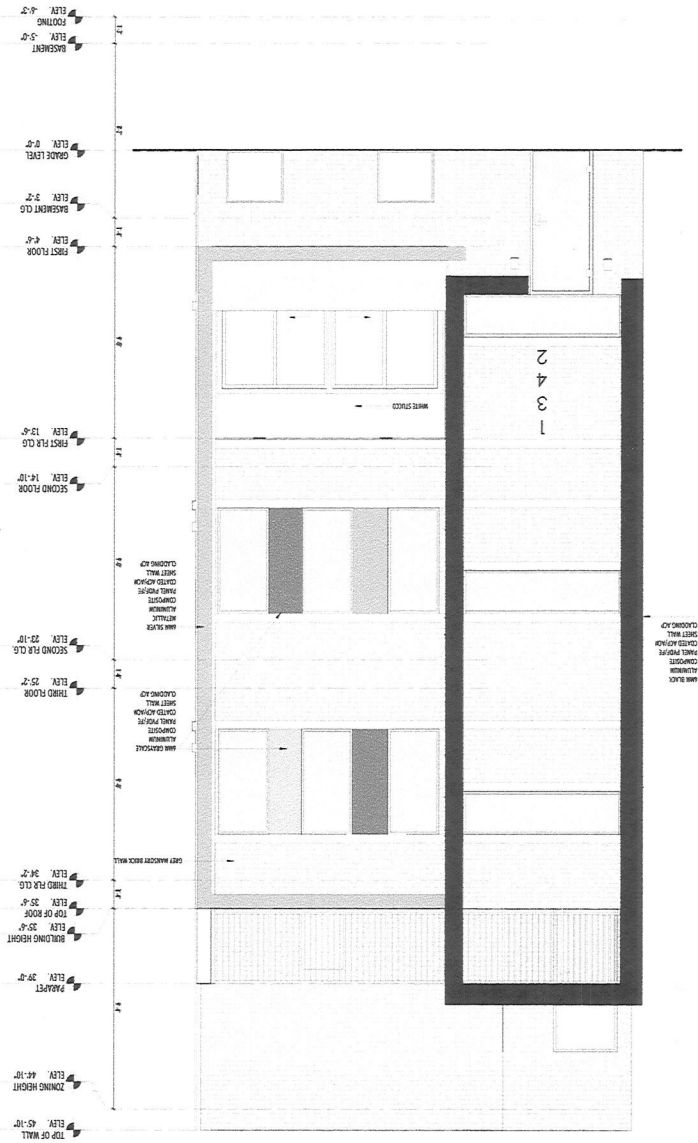 TOP OF WALL
ELEV. 45'-10"
ZONING HEIGHT
ELEV. 44'-10"
PARAPET
ELEV. 39'-0"
BUILDING HEIGHT
ELEV. 35'-6"
TOP OF ROOF
ELEV. 35'-6"
THIRD FLR CLG.
ELEV. 34'-2"
THIRD FLOOR
ELEV. 25'-2"
SECOND FLR CLG.
ELEV. 23'-10"
SECOND FLOOR
ELEV. 14'-10"
FIRST FLR CLG
ELEV. 13'-6"
FIRST FLOOR
ELEV. 4'-6"
BASEMENT CLG
ELEV. 3'-2"
GRADE LEVEL
ELEV. 0'-0"
BASEMENT
ELEV. -5'-0"
FOOTING
ELEV. -6'-3"
GREY MANSORY BRICK WALL
6MM GRAYSCALE
ALUMINUM
COMPOSITE
PANEL PVDF/FE
COATED ACP/ACM
SHEET WALL
CLADDING ACP
6MM SILVER
METALLIC
ALUMINUM
COMPOSITE
PANEL PVDF/FE
COATED ACP/ACM
SHEET WALL
CLADDING ACP
WHITE STUCCO
6MM BLACK
ALUMINUM
COMPOSITE
PANEL PVDF/FE
COATED ACP/ACM
SHEET WALL
CLADDING ACP
1
3
4
2